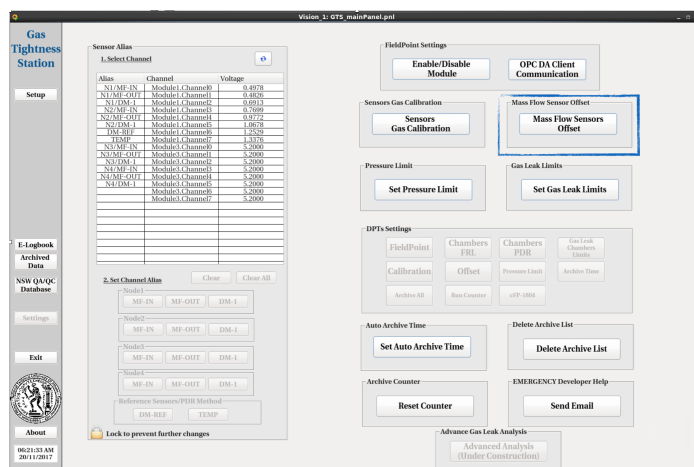 Vision_1: GTS_mainPanel.pnl
Gas
Tightness
Station
Setup
E-Logbook
Archived
Data
NSW QA/QC
Database
Settings
Exit
About
06:21:33 AM
20/11/2017
Sensor Alias
1. Select Channel
Alias Channel Voltage
N1/MF-IN Module1.Channel0 0.4978
N1/MF-OUT Module1.Channel1 0.4826
N1/DM-1 Module1.Channel2 0.6913
N2/MF-IN Module1.Channel3 0.7699
N2/MF-OUT Module1.Channel4 0.9772
N2/DM-1 Module1.Channel5 1.0678
DM-REF Module1.Channel6 1.2529
TEMP Module1.Channel7 1.3376
N3/MF-IN Module3.Channel0 5.2000
N3/MF-OUT Module3.Channel1 5.2000
N3/DM-1 Module3.Channel2 5.2000
N4/MF-IN Module3.Channel3 5.2000
N4/MF-OUT Module3.Channel4 5.2000
N4/DM-1 Module3.Channel5 5.2000
Module3.Channel6 5.2000
Module3.Channel7 5.2000
2. Set Channel Alias Clear Clear All
Node1
MF-IN MF-OUT DM-1
Node2
MF-IN MF-OUT DM-1
Node3
MF-IN MF-OUT DM-1
Node4
MF-IN MF-OUT DM-1
Reference Sensors/PDR Method
DM-REF TEMP
Lock to prevent further changes
FieldPoint Settings
Enable/Disable
Module
OPC DA Client
Communication
Sensors Gas Calibration
Sensors
Gas Calibration
Mass Flow Sensor Offset
Mass Flow Sensors
Offset
Pressure Limit
Set Pressure Limit
Gas Leak Limits
Set Gas Leak Limits
DPTs Settings
FieldPoint
Chambers
FRL
Chambers
PDR
Gas Leak
Chambers
Limits
Calibration Offset Pressure Limit Archive Time
Archive All Run Counter cFP-1804
Auto Archive Time
Set Auto Archive Time
Delete Archive List
Delete Archive List
Archive Counter
Reset Counter
EMERGENCY Developer Help
Send Email
Advance Gas Leak Analysis
Advanced Analysis
(Under Construction)